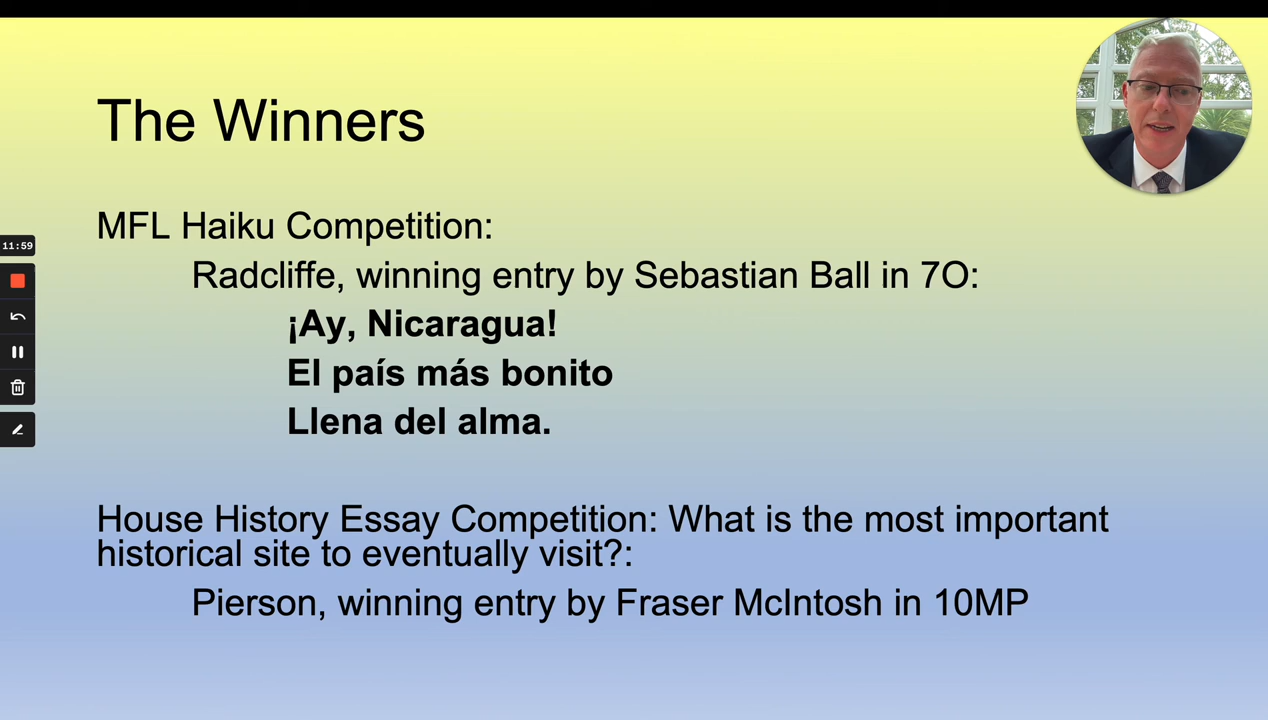 The Winners
MFL Haiku Competition:
Radcliffe, winning entry by Sebastian Ball in 7O:
¡Ay, Nicaragua!
El país más bonito
Llena del alma.
House History Essay Competition: What is the most important
historical site to eventually visit?:
Pierson, winning entry by Fraser McIntosh in 10MP
11:59